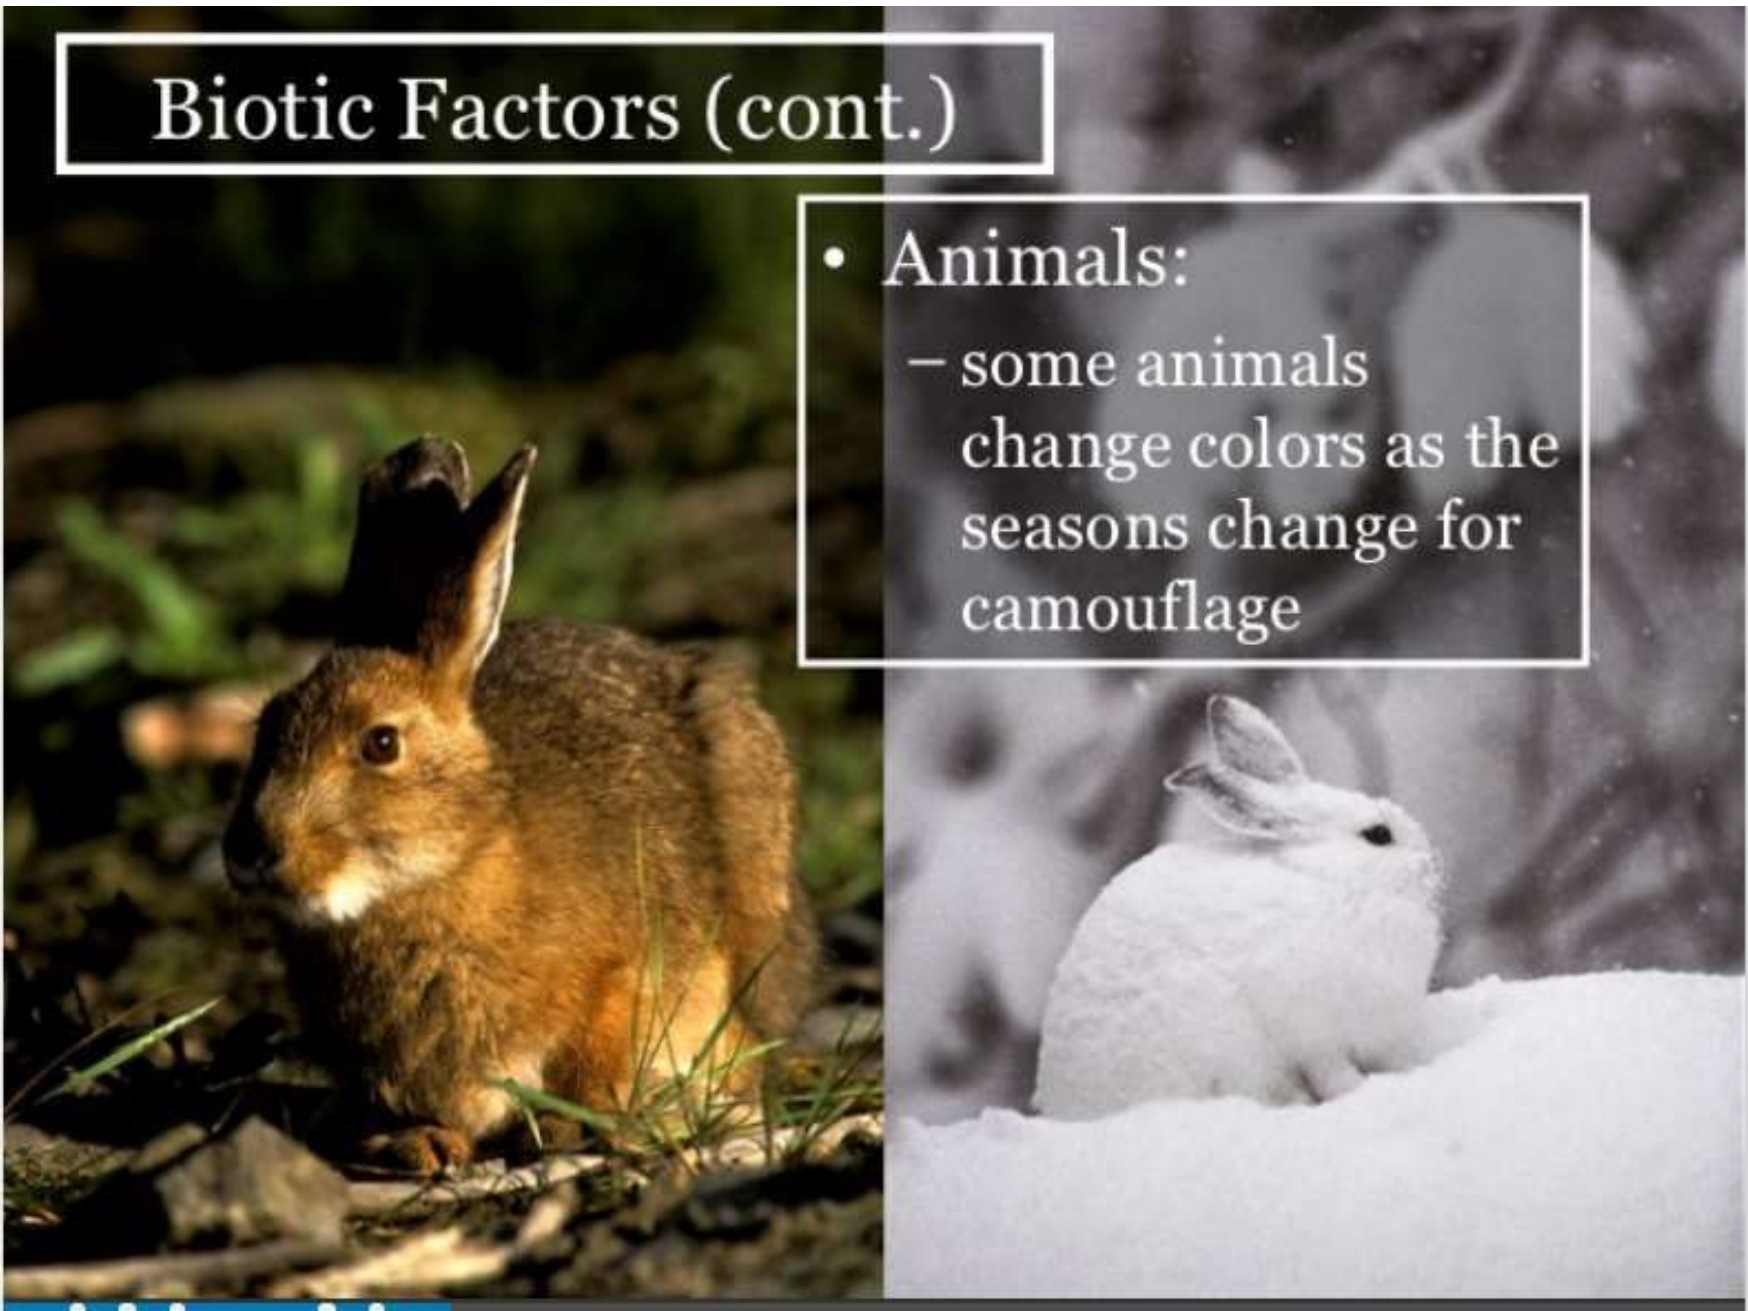 Biotic Factors (cont.)
• Animals:
– some animals
change colors as the
seasons change for
camouflage